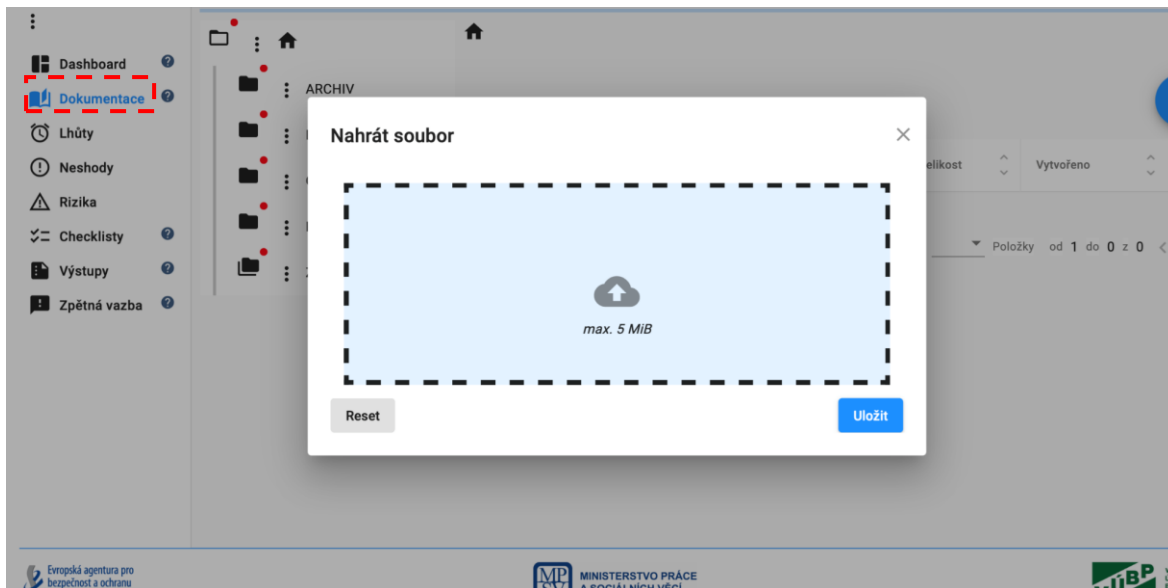 Dashboard
Dokumentace
Lhůty
Neshody
Rizika
Checklisty
Výstupy
Zpětná vazba
ARCHIV
Nahrát soubor
max. 5 MiB
Reset
Uložit
Vytvořeno
Položky od 1 do 0 z 0
Evropská agentura pro
bezpečnost a ochranu
MPSV
MINISTERSTVO PRÁCE
A SOCIÁLNÍCH VĚCÍ